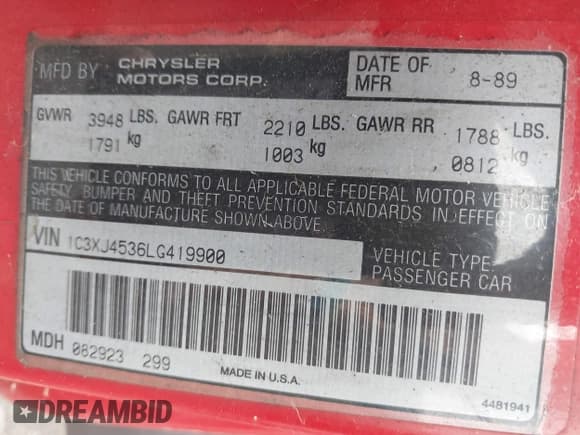 MFD BY CHRYSLER MOTORS CORP. DATE OF MFR 8-89
GVWR 3948 LBS. GAWR FRT 2210 LBS. GAWR RR 1788 LBS.
1791 kg 1003 kg 0812 kg
THIS VEHICLE CONFORMS TO ALL APPLICABLE FEDERAL MOTOR VEHICLE
SAFETY, BUMPER AND THEFT PREVENTION STANDARDS IN EFFECT ON
THE DATE OF MANUFACTURE SHOWN ABOVE.
VIN 1C3XJ4536LG419900
VEHICLE TYPE:
PASSENGER CAR
MDH 082923 299
MADE IN U.S.A.
4481941
DREAMBID